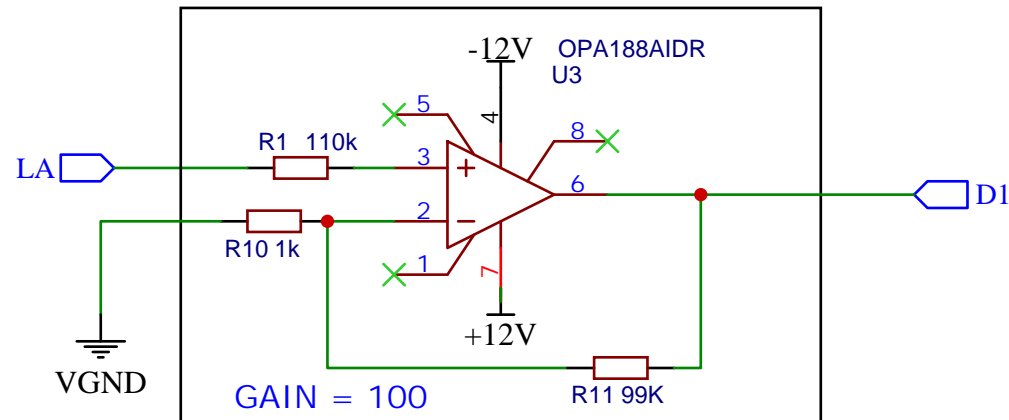 -12V
OPA188AIDR
U3
5
4
8
R1 110k
LA
3
+
6
D1
2
−
R10 1k
1
7
+12V
VGND
R11 99K
GAIN = 100